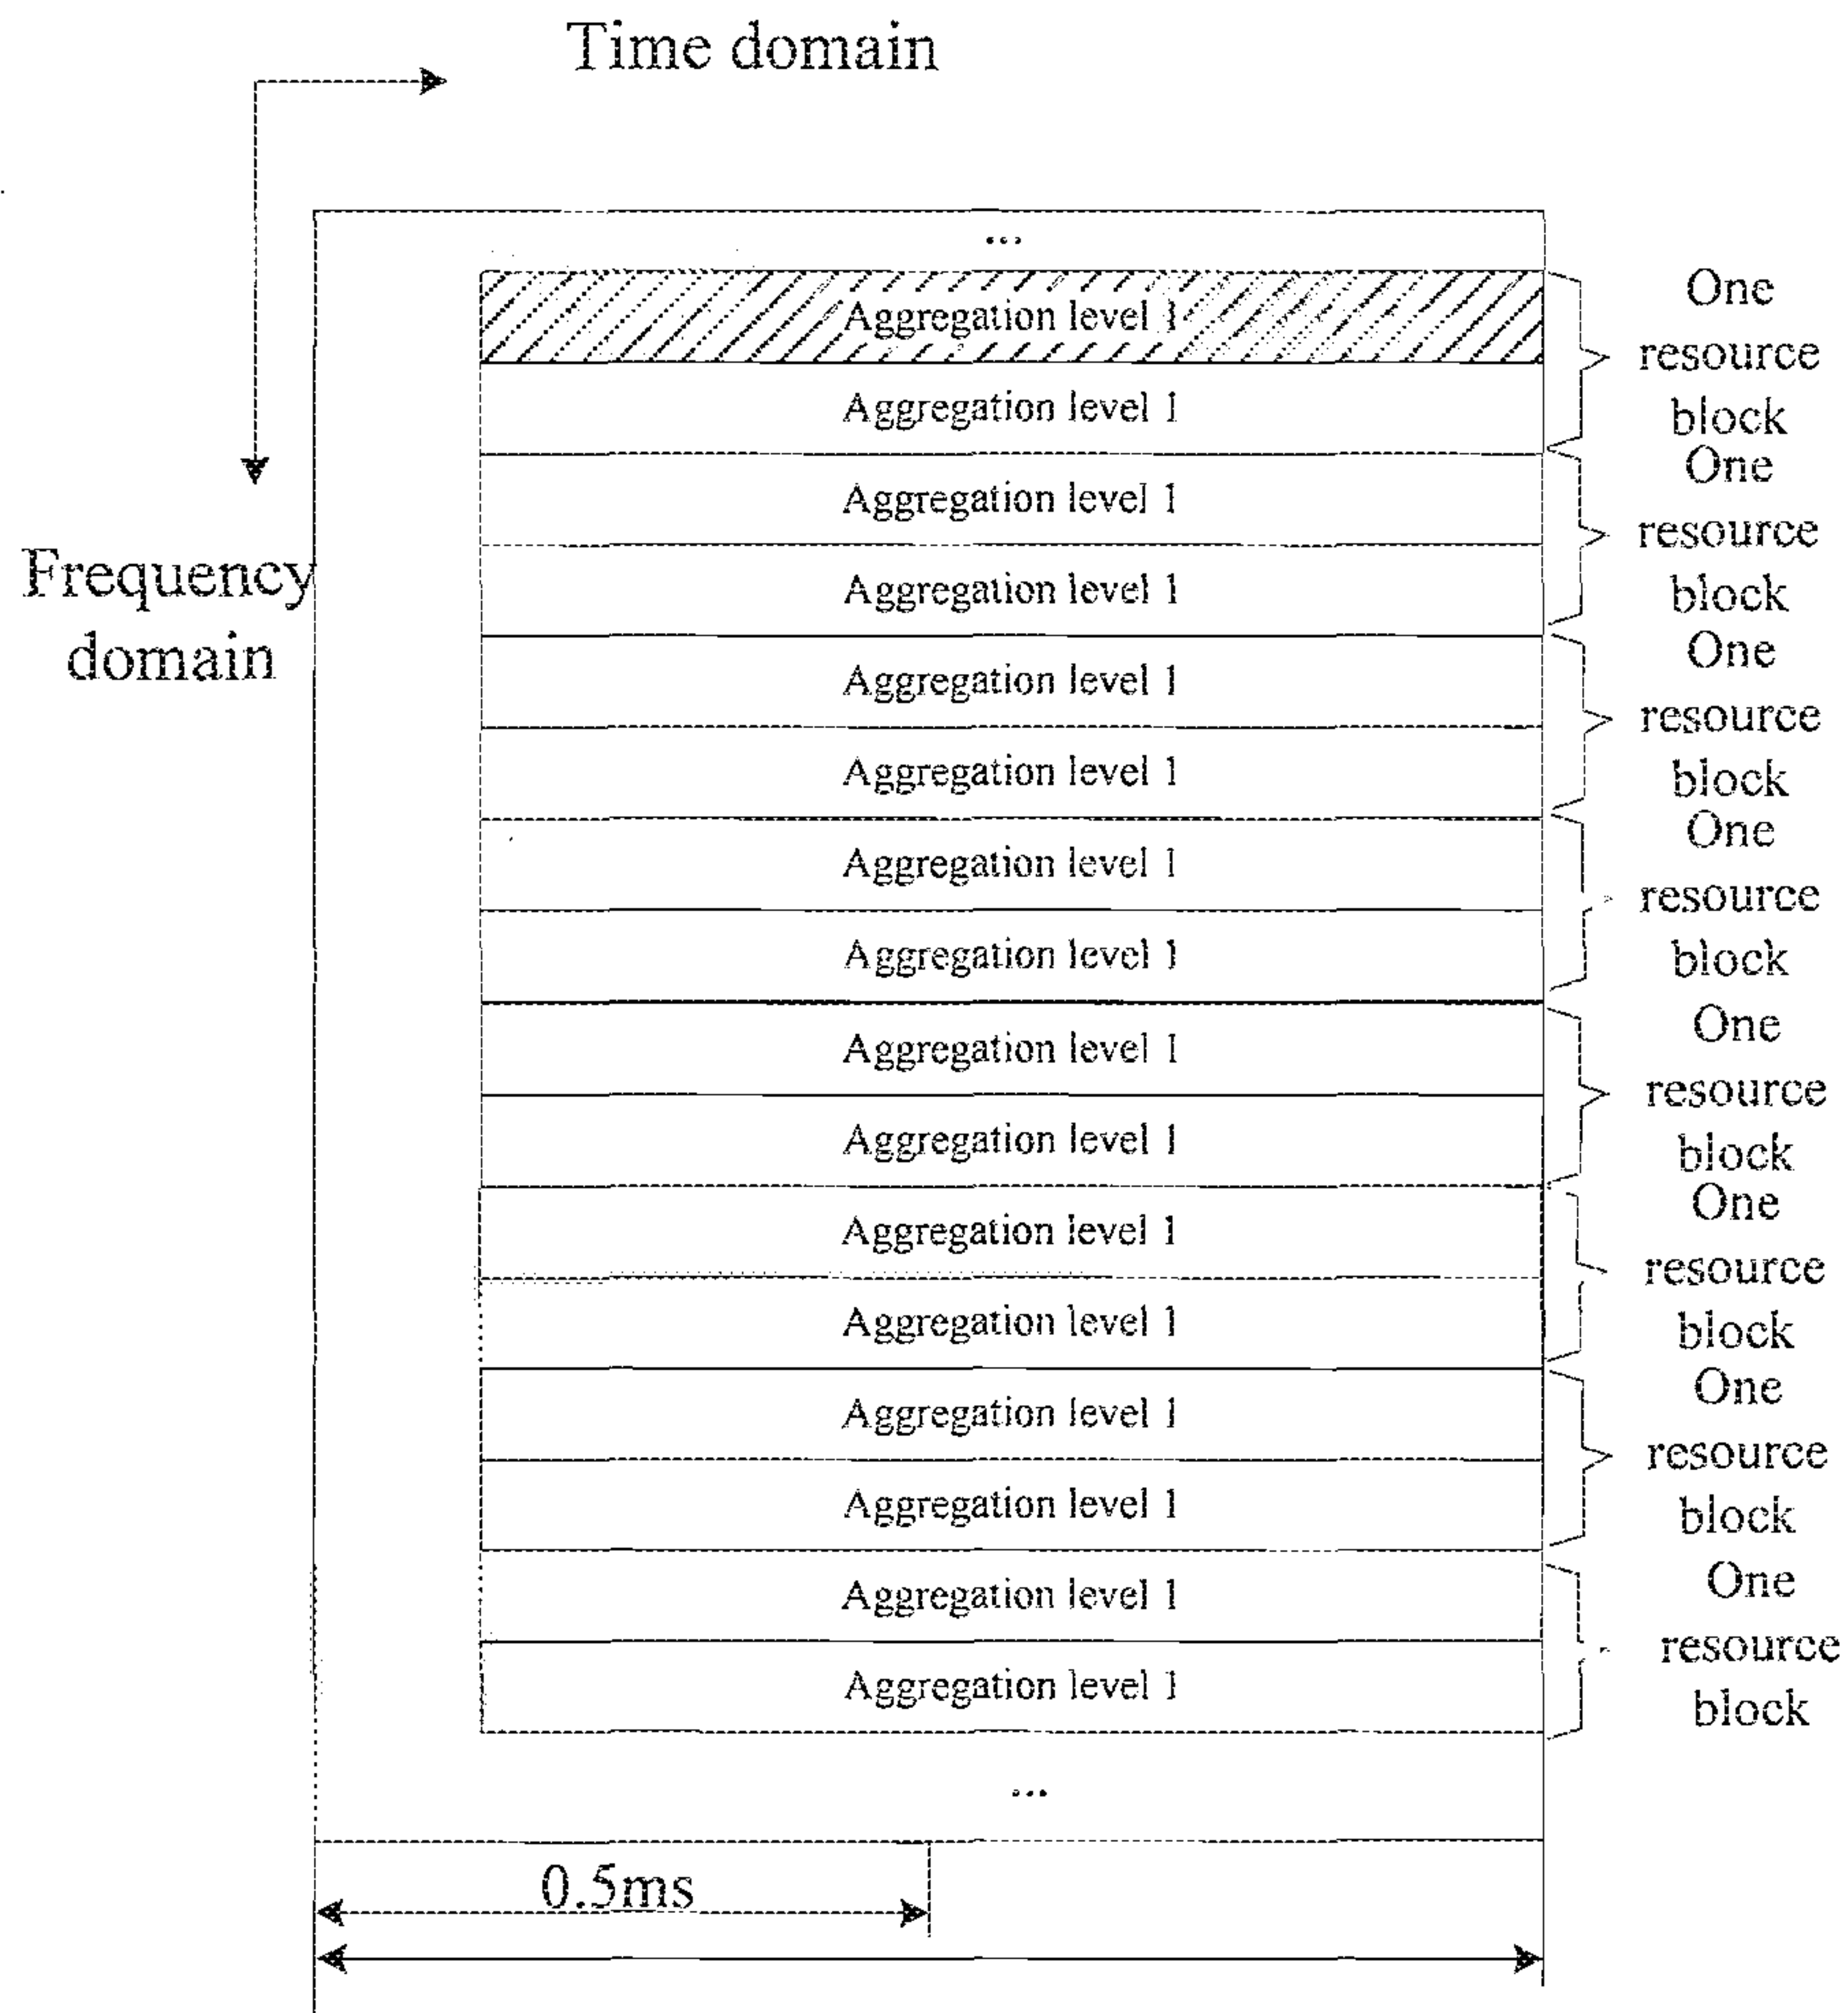 Time domain
...
Aggregation level 1
One
resource
block
Aggregation level 1
Aggregation level 1
One
resource
block
Aggregation level 1
Frequency
domain
Aggregation level 1
One
resource
block
Aggregation level 1
Aggregation level 1
One
resource
block
Aggregation level 1
Aggregation level 1
One
resource
block
Aggregation level 1
Aggregation level 1
One
resource
block
Aggregation level 1
Aggregation level 1
One
resource
block
Aggregation level 1
Aggregation level 1
One
resource
block
Aggregation level 1
...
0.5ms